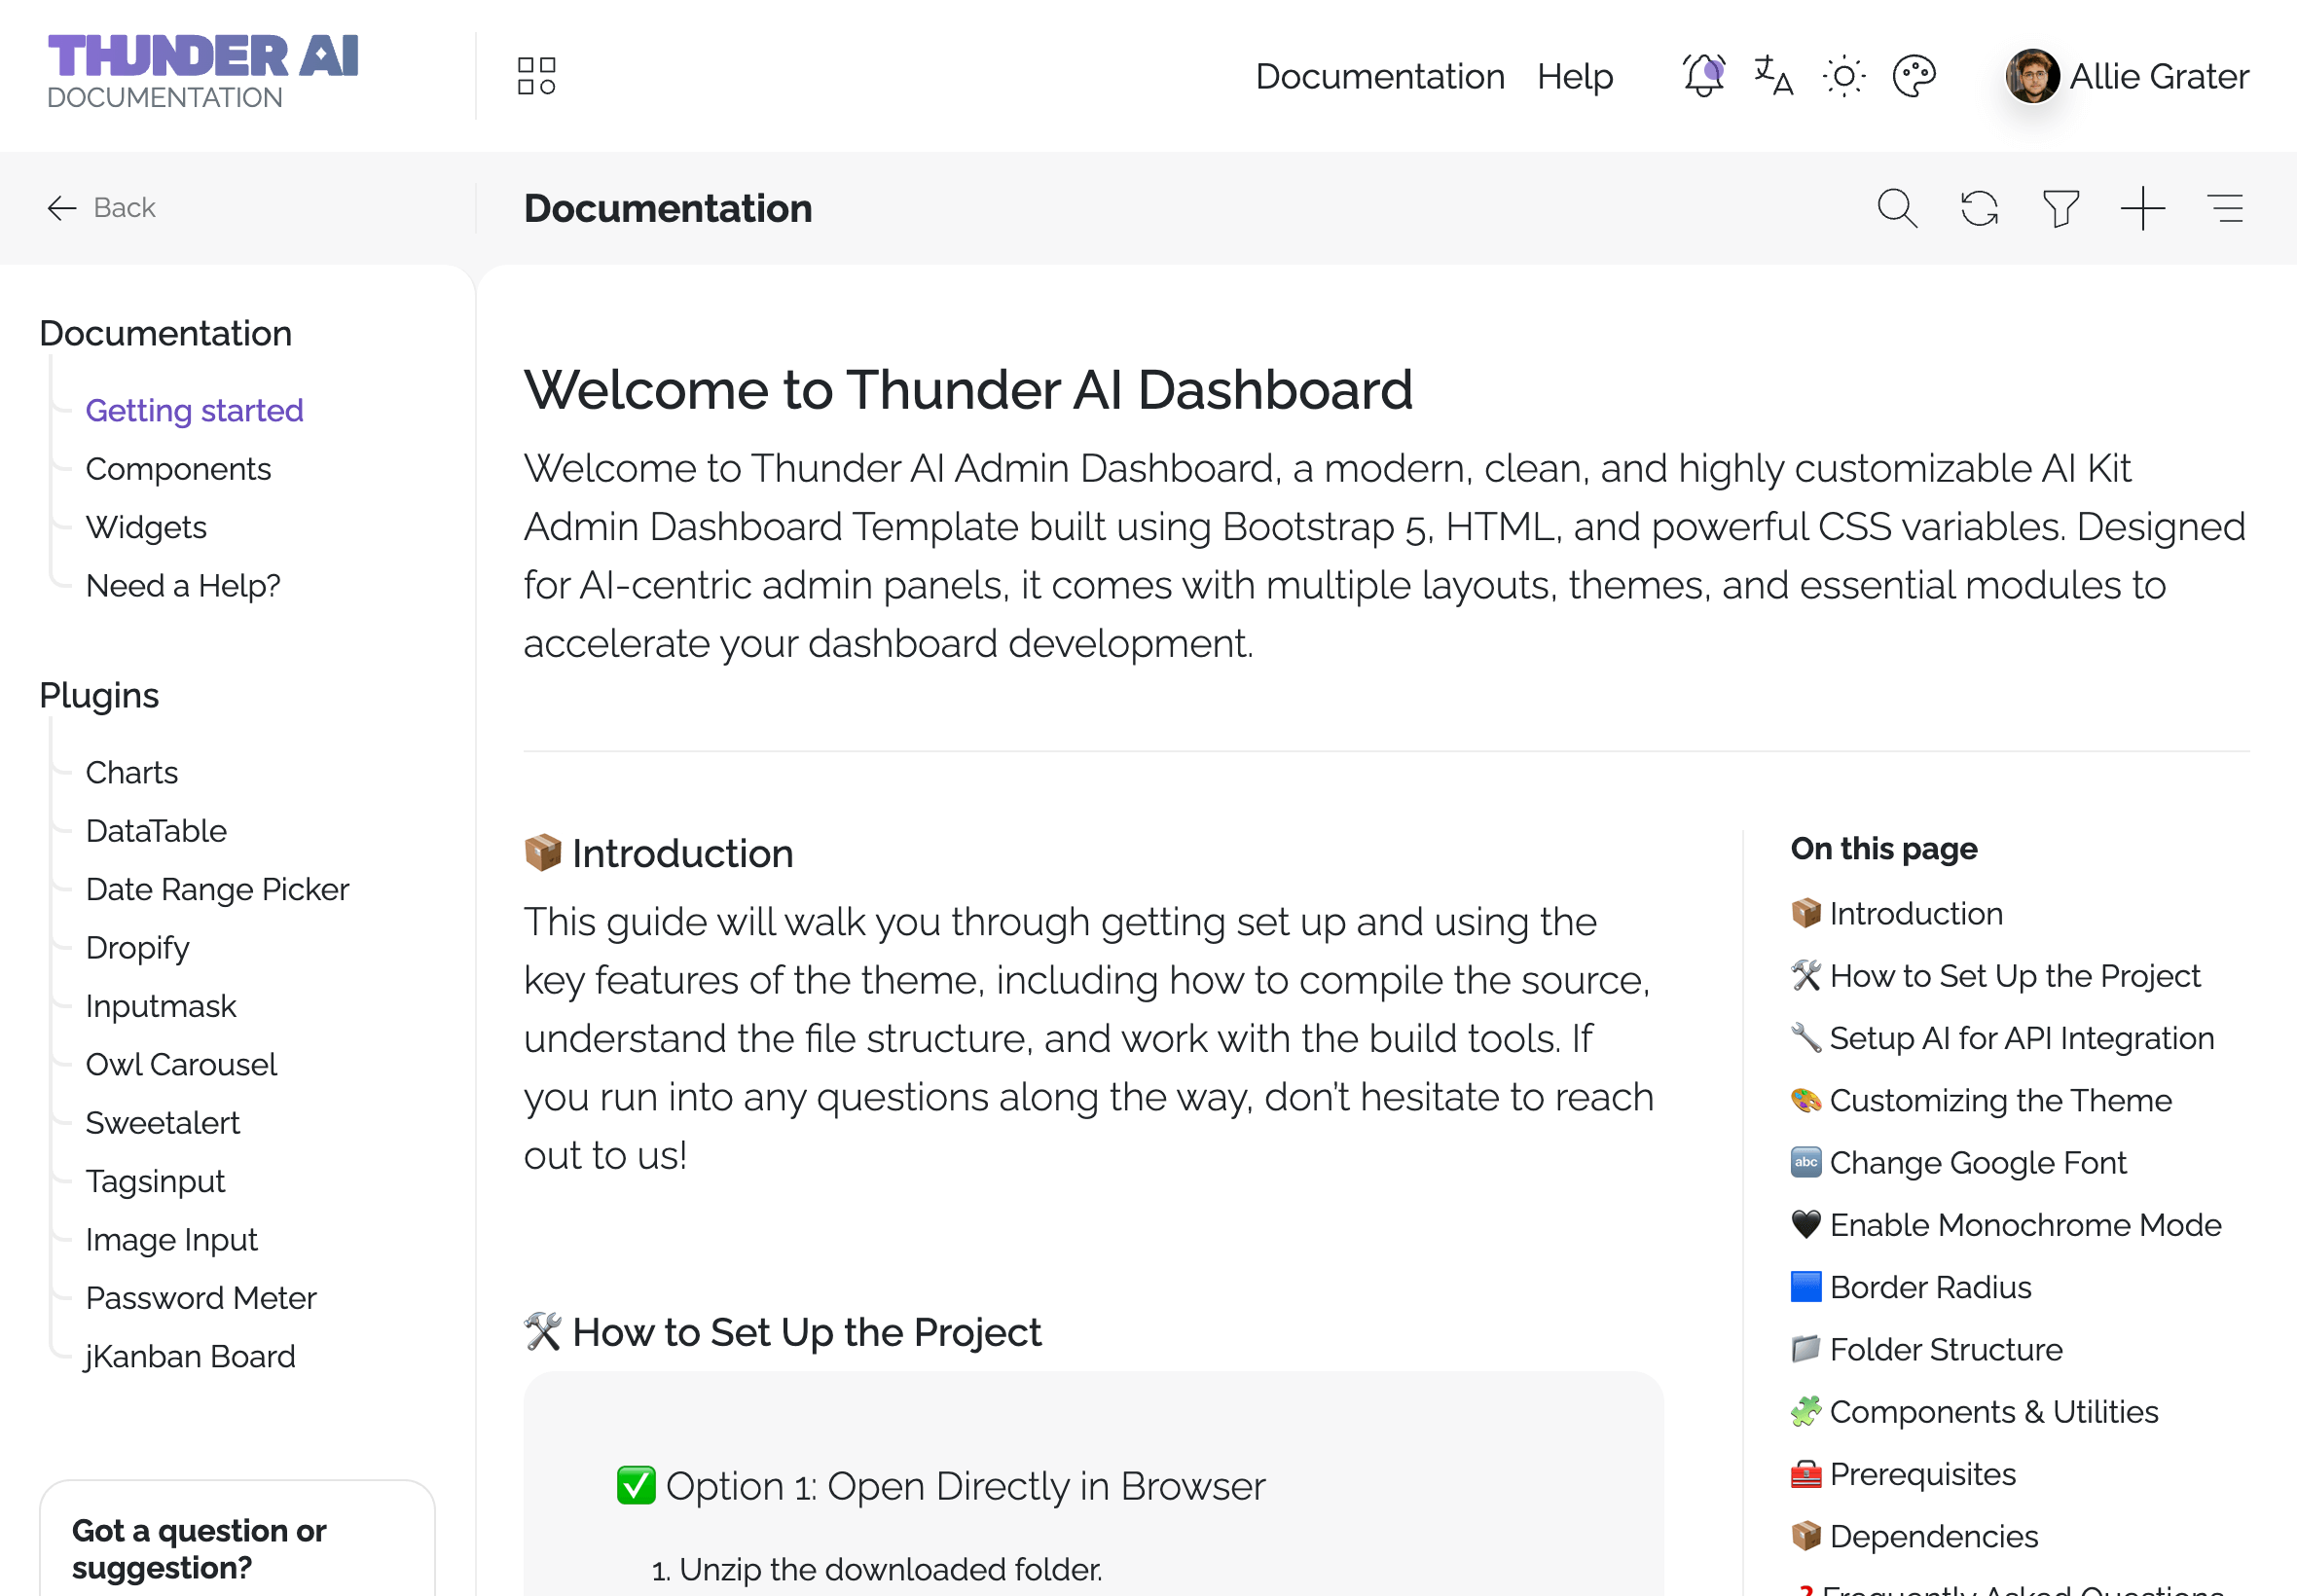 THUNDER AI
DOCUMENTATION
Documentation
Help
Allie Grater
Back
Documentation
Documentation
Getting started
Components
Widgets
Need a Help?
Plugins
Charts
DataTable
Date Range Picker
Dropify
Inputmask
Owl Carousel
Sweetalert
Tagsinput
Image Input
Password Meter
jKanban Board
Got a question or
suggestion?
Welcome to Thunder AI Dashboard
Welcome to Thunder AI Admin Dashboard, a modern, clean, and highly customizable AI Kit
Admin Dashboard Template built using Bootstrap 5, HTML, and powerful CSS variables. Designed
for AI-centric admin panels, it comes with multiple layouts, themes, and essential modules to
accelerate your dashboard development.
📦 Introduction
This guide will walk you through getting set up and using the
key features of the theme, including how to compile the source,
understand the file structure, and work with the build tools. If
you run into any questions along the way, don’t hesitate to reach
out to us!
🛠️ How to Set Up the Project
✅ Option 1: Open Directly in Browser
1. Unzip the downloaded folder.
On this page
📦 Introduction
🛠️ How to Set Up the Project
🔧 Setup AI for API Integration
🎨 Customizing the Theme
🔤 Change Google Font
🖤 Enable Monochrome Mode
🟦 Border Radius
📁 Folder Structure
🧩 Components & Utilities
🧰 Prerequisites
📦 Dependencies
❓ Frequently Asked Questions